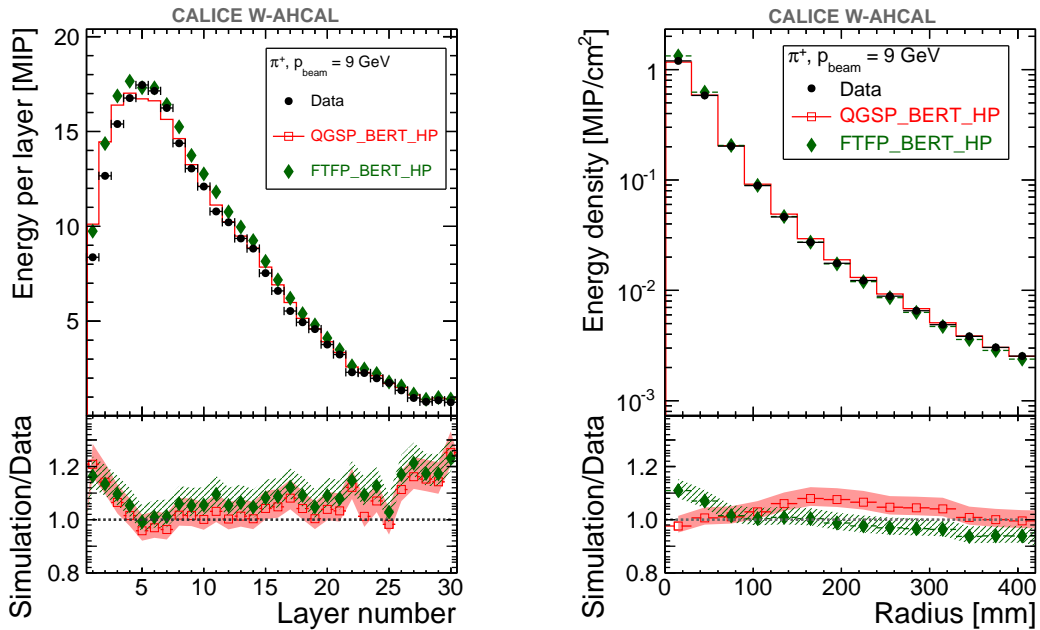 CALICE W-AHCAL
Energy per layer [MIP]
20
15
10
5
π+, pbeam = 9 GeV
Data
QGSP_BERT_HP
FTFP_BERT_HP
Simulation/Data
1.2
1.0
0.8
5 10 15 20 25 30
Layer number
CALICE W-AHCAL
Energy density [MIP/cm2]
1
10-1
10-2
10-3
π+, pbeam = 9 GeV
Data
QGSP_BERT_HP
FTFP_BERT_HP
Simulation/Data
1.2
1.0
0.8
0 100 200 300 400
Radius [mm]